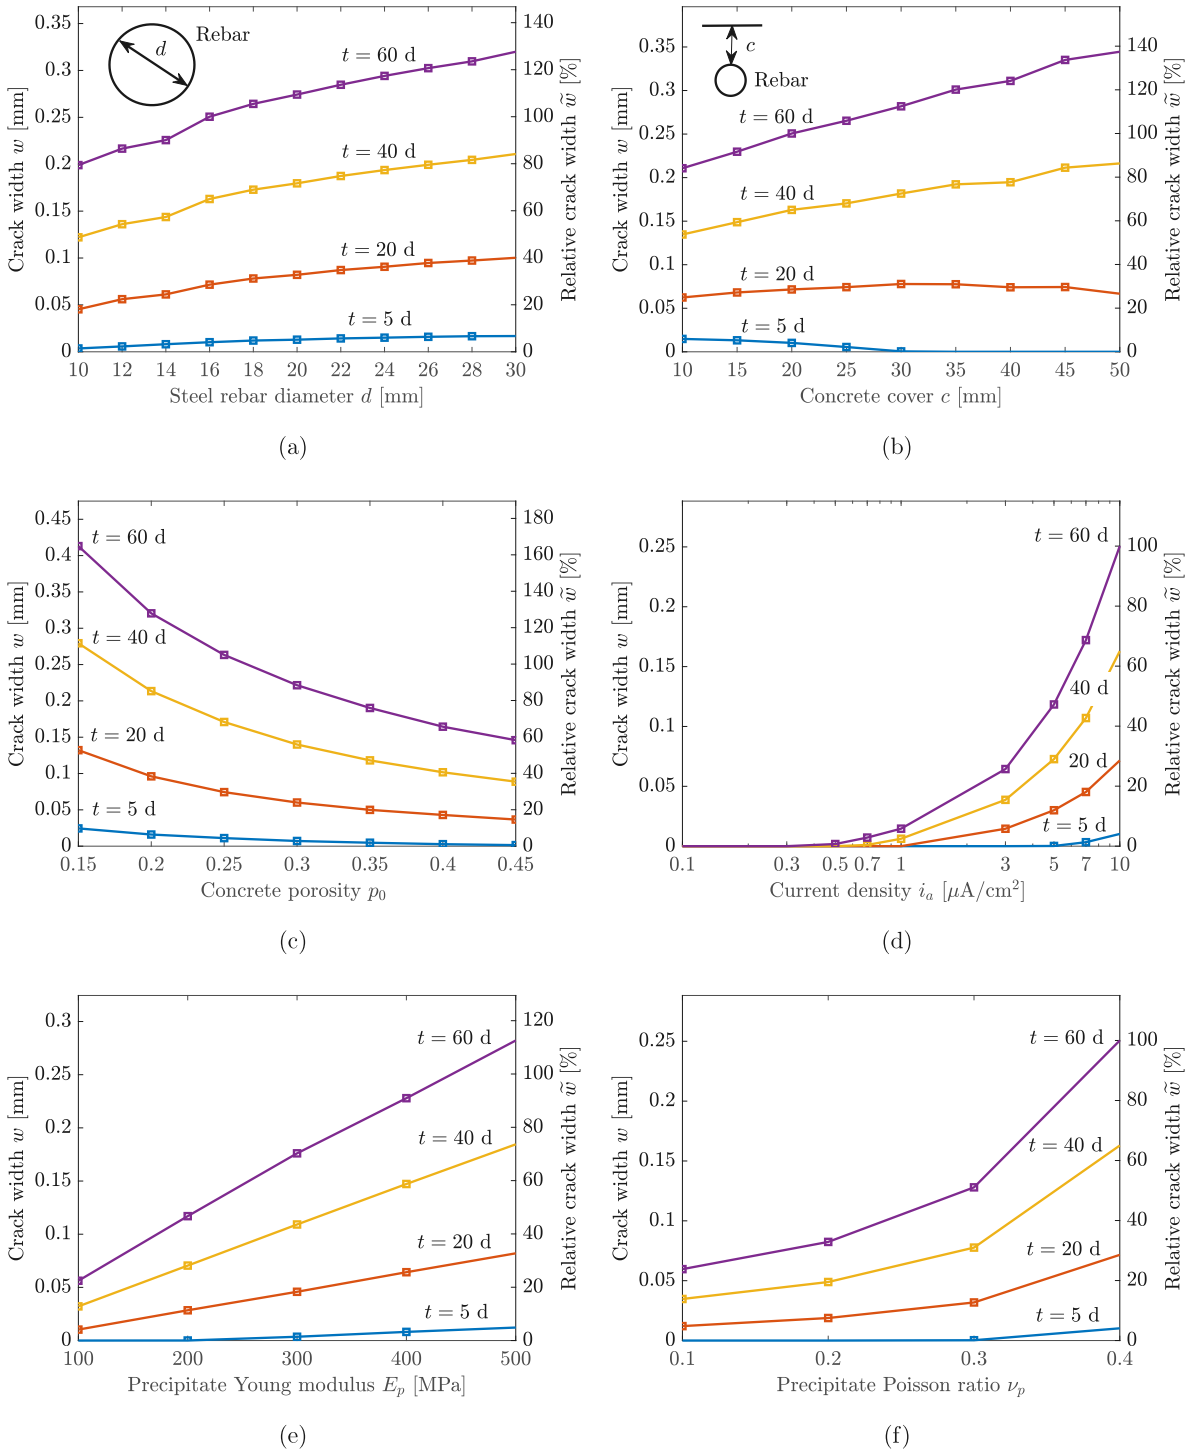 0.35
0.3
0.25
0.2
0.15
0.1
0.05
0
140
120
100
80
60
40
20
0
Crack width w [mm]
Relative crack width w̃ [%]
d
Rebar
t = 60 d
t = 40 d
t = 20 d
t = 5 d
10 12 14 16 18 20 22 24 26 28 30
Steel rebar diameter d [mm]
(a)
0.35
0.3
0.25
0.2
0.15
0.1
0.05
0
140
120
100
80
60
40
20
0
Crack width w [mm]
Relative crack width w̃ [%]
c
Rebar
t = 60 d
t = 40 d
t = 20 d
t = 5 d
10 15 20 25 30 35 40 45 50
Concrete cover c [mm]
(b)
0.45
0.4
0.35
0.3
0.25
0.2
0.15
0.1
0.05
0
180
160
140
120
100
80
60
40
20
0
Crack width w [mm]
Relative crack width w̃ [%]
t = 60 d
t = 40 d
t = 20 d
t = 5 d
0.15 0.2 0.25 0.3 0.35 0.4 0.45
Concrete porosity p₀
(c)
0.25
0.2
0.15
0.1
0.05
0
100
80
60
40
20
0
Crack width w [mm]
Relative crack width w̃ [%]
t = 60 d
40 d
20 d
t = 5 d
0.1 0.3 0.5 0.7 1 3 5 7 10
Current density iₐ [μA/cm²]
(d)
0.3
0.25
0.2
0.15
0.1
0.05
0
120
100
80
60
40
20
0
Crack width w [mm]
Relative crack width w̃ [%]
t = 60 d
t = 40 d
t = 20 d
t = 5 d
100 200 300 400 500
Precipitate Young modulus Eₚ [MPa]
(e)
0.25
0.2
0.15
0.1
0.05
0
100
80
60
40
20
0
Crack width w [mm]
Relative crack width w̃ [%]
t = 60 d
t = 40 d
t = 20 d
t = 5 d
0.1 0.2 0.3 0.4
Precipitate Poisson ratio νₚ
(f)